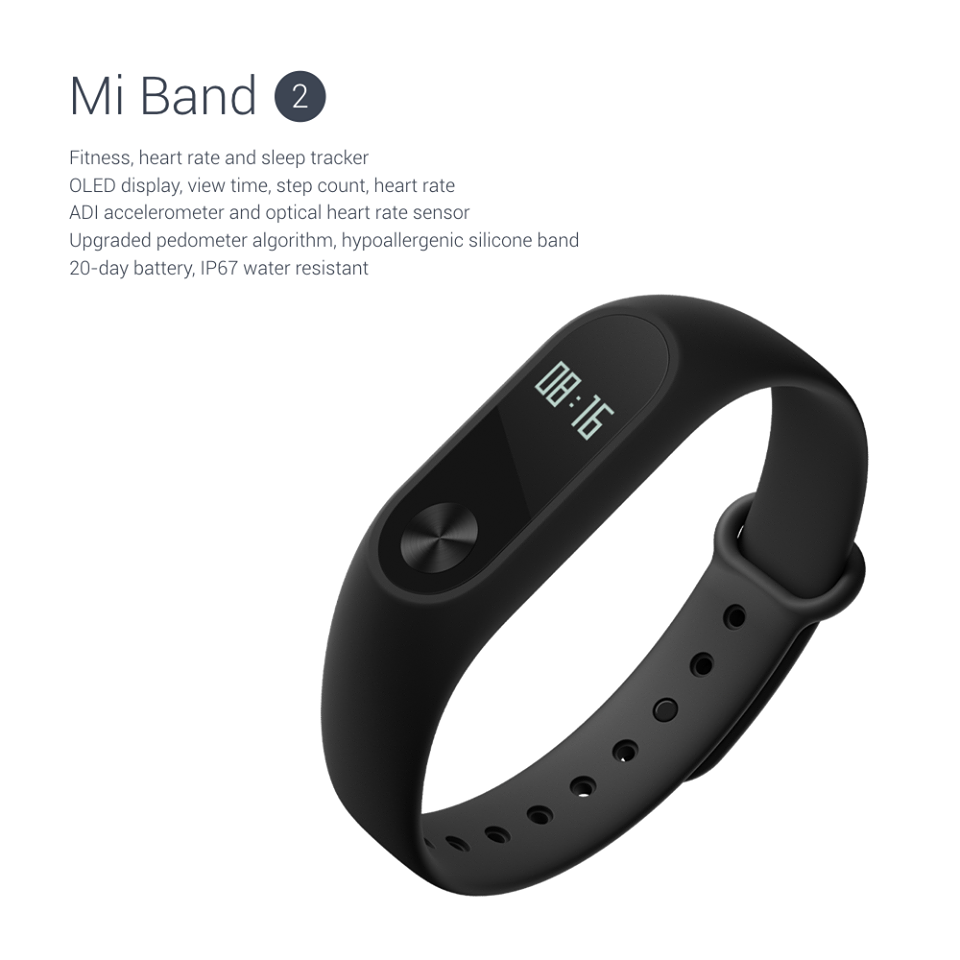 Mi Band 2
Fitness, heart rate and sleep tracker
OLED display, view time, step count, heart rate
ADI accelerometer and optical heart rate sensor
Upgraded pedometer algorithm, hypoallergenic silicone band
20-day battery, IP67 water resistant
08:16